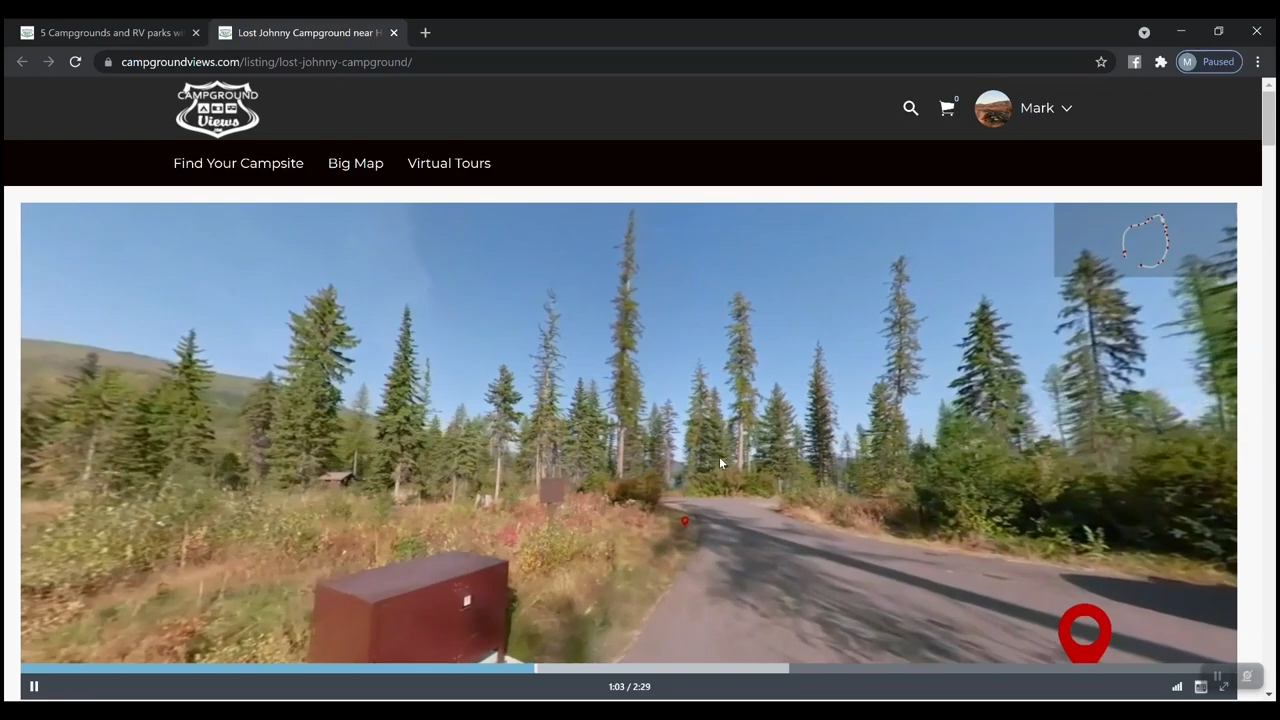 5 Campgrounds and RV parks wi
Lost Johnny Campground near H
campgroundviews.com/listing/lost-johnny-campground/
M Paused
CAMPGROUND
Views
0
Mark
Find Your Campsite
Big Map
Virtual Tours
1:03 / 2:29